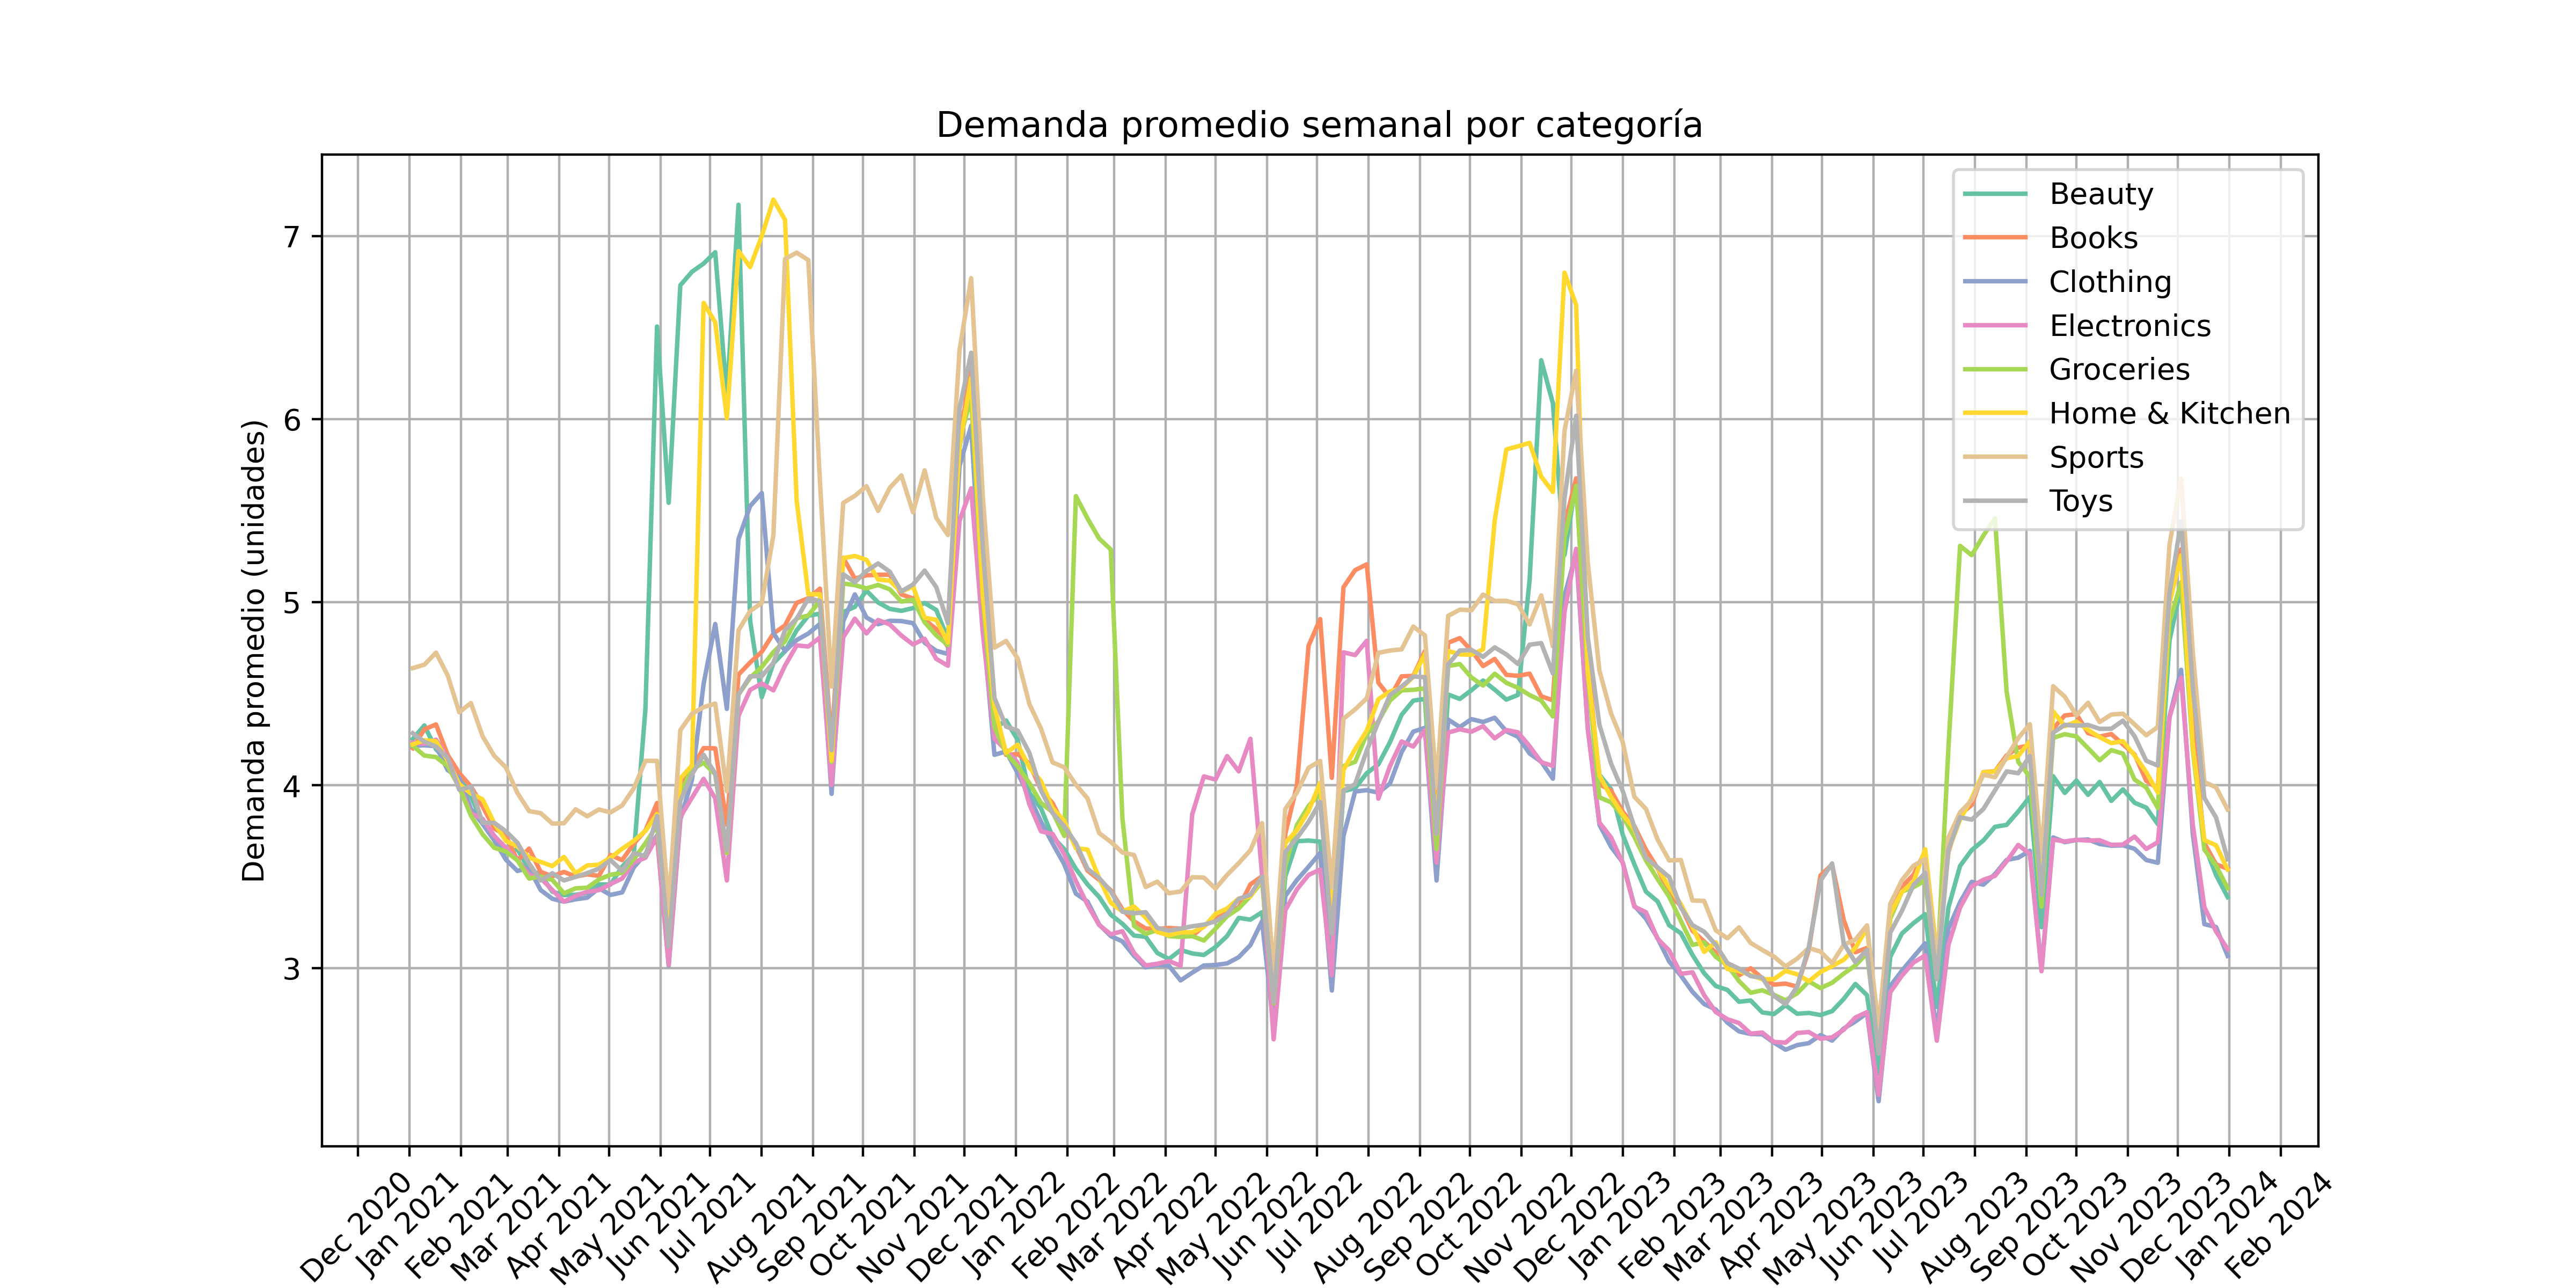 Demanda promedio semanal por categoría
Demanda promedio (unidades)
7
6
5
4
3
Beauty
Books
Clothing
Electronics
Groceries
Home & Kitchen
Sports
Toys
Dec 2020
Jan 2021
Feb 2021
Mar 2021
Apr 2021
May 2021
Jun 2021
Jul 2021
Aug 2021
Sep 2021
Oct 2021
Nov 2021
Dec 2021
Jan 2022
Feb 2022
Mar 2022
Apr 2022
May 2022
Jun 2022
Jul 2022
Aug 2022
Sep 2022
Oct 2022
Nov 2022
Dec 2022
Jan 2023
Feb 2023
Mar 2023
Apr 2023
May 2023
Jun 2023
Jul 2023
Aug 2023
Sep 2023
Oct 2023
Nov 2023
Dec 2023
Jan 2024
Feb 2024